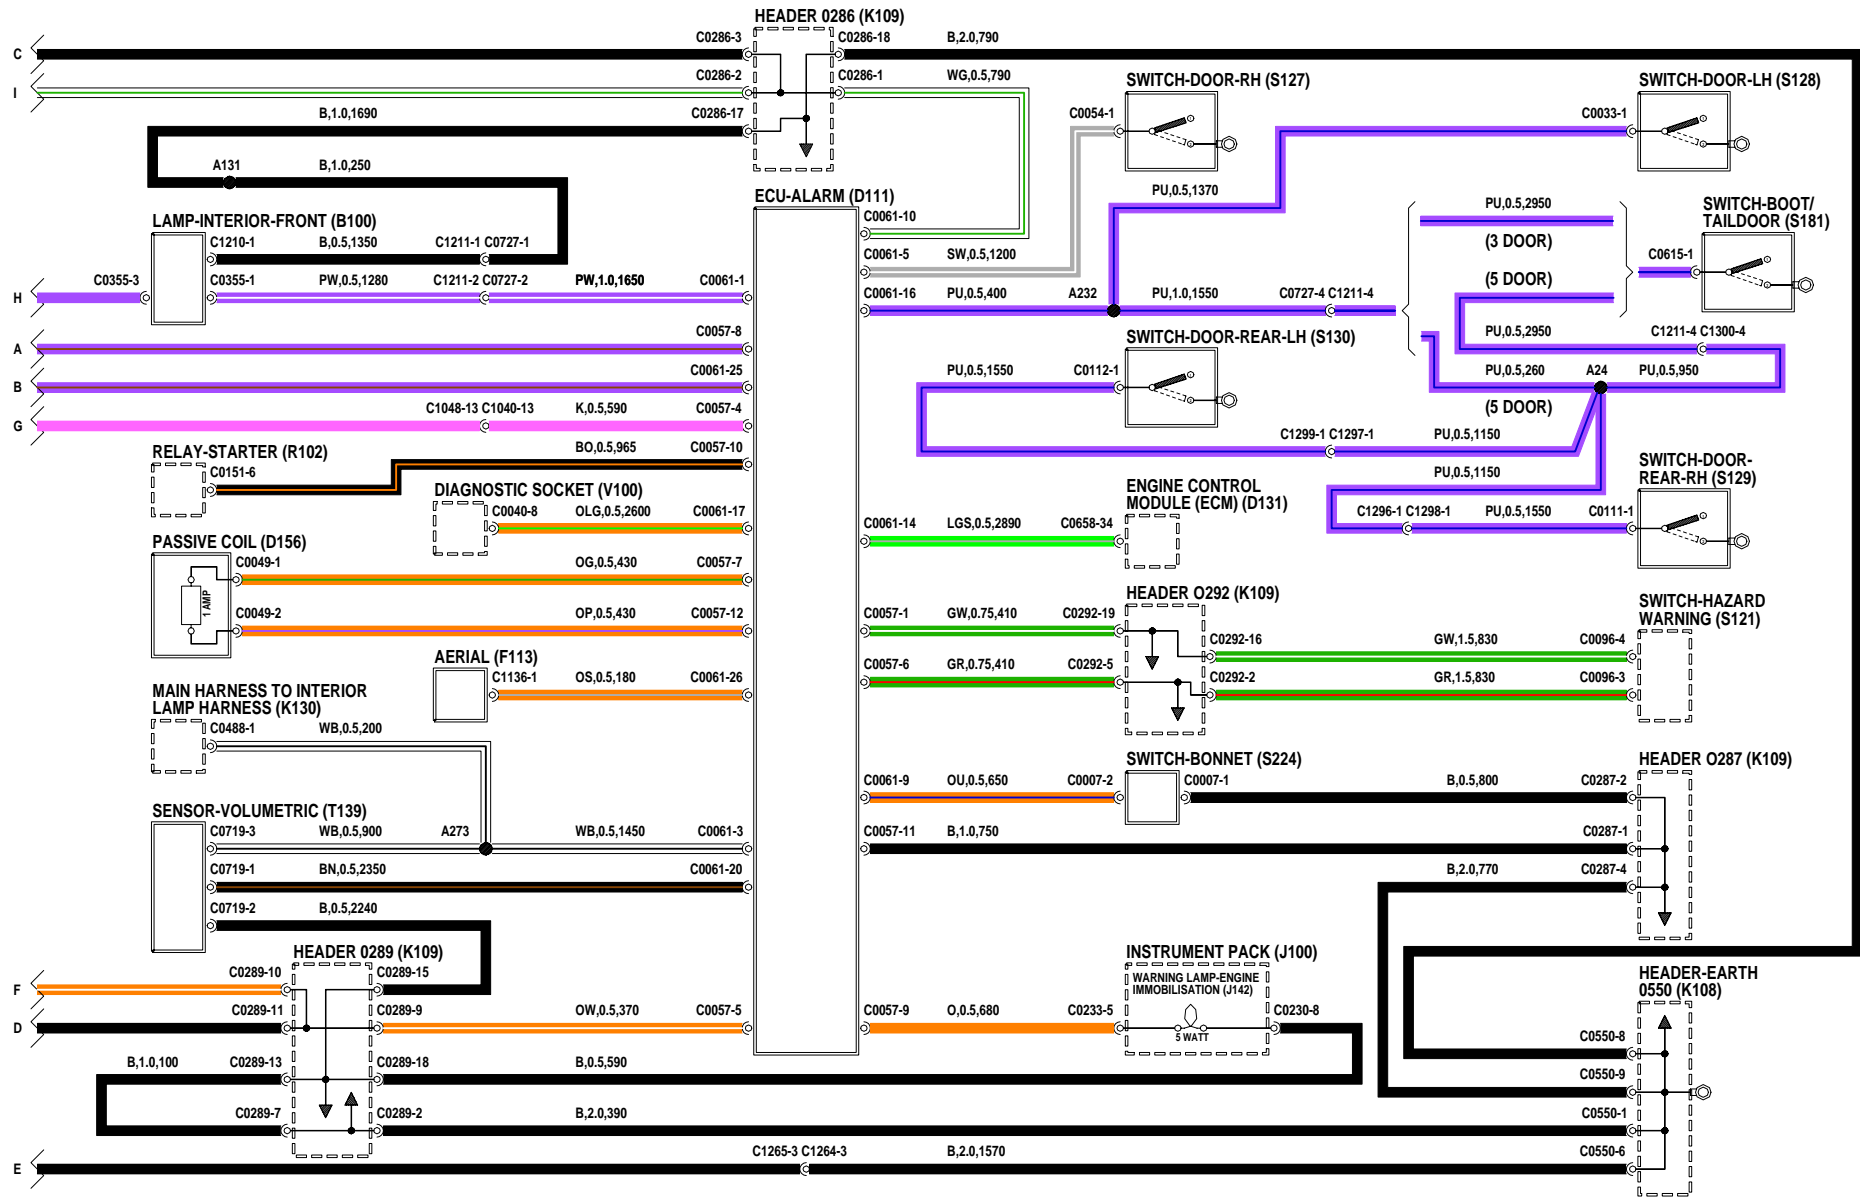 HEADER 0286 (K109)
C
C0286-3
C0286-18
B,2.0,790
I
C0286-2
C0286-1
WG,0.5,790
B,1.0,1690
C0286-17
SWITCH-DOOR-RH (S127)
C0054-1
SWITCH-DOOR-LH (S128)
C0033-1
A131
B,1.0,250
PU,0.5,1370
ECU-ALARM (D111)
LAMP-INTERIOR-FRONT (B100)
C1210-1
B,0.5,1350
C1211-1 C0727-1
C0061-10
C0061-5
SW,0.5,1200
PU,0.5,2950
(3 DOOR)
(5 DOOR)
SWITCH-BOOT/
TAILDOOR (S181)
C0615-1
H
C0355-3
C0355-1
PW,0.5,1280
C1211-2 C0727-2
PW,1.0,1650
C0061-1
C0061-16
PU,0.5,400
A232
PU,1.0,1550
C0727-4 C1211-4
A
C0057-8
SWITCH-DOOR-REAR-LH (S130)
PU,0.5,2950
C1211-4 C1300-4
B
C0061-25
PU,0.5,1550
C0112-1
PU,0.5,260
A24
PU,0.5,950
(5 DOOR)
G
C1048-13 C1040-13
K,0.5,590
C0057-4
C1299-1 C1297-1
PU,0.5,1150
RELAY-STARTER (R102)
C0151-6
BO,0.5,965
C0057-10
PU,0.5,1150
SWITCH-DOOR-
REAR-RH (S129)
C1296-1 C1298-1
PU,0.5,1550
C0111-1
DIAGNOSTIC SOCKET (V100)
C0040-8
OLG,0.5,2600
C0061-17
ENGINE CONTROL
MODULE (ECM) (D131)
C0061-14
LGS,0.5,2890
C0658-34
PASSIVE COIL (D156)
1 AMP
C0049-1
OG,0.5,430
C0057-7
C0049-2
OP,0.5,430
C0057-12
HEADER O292 (K109)
C0057-1
GW,0.75,410
C0292-19
C0292-16
GW,1.5,830
C0096-4
SWITCH-HAZARD
WARNING (S121)
C0057-6
GR,0.75,410
C0292-5
C0292-2
GR,1.5,830
C0096-3
AERIAL (F113)
C1136-1
OS,0.5,180
C0061-26
MAIN HARNESS TO INTERIOR
LAMP HARNESS (K130)
C0488-1
WB,0.5,200
SWITCH-BONNET (S224)
C0061-9
OU,0.5,650
C0007-2
C0007-1
B,0.5,800
C0287-2
HEADER O287 (K109)
SENSOR-VOLUMETRIC (T139)
C0719-3
WB,0.5,900
A273
WB,0.5,1450
C0061-3
C0057-11
B,1.0,750
C0287-1
C0719-1
BN,0.5,2350
C0061-20
B,2.0,770
C0287-4
C0719-2
B,0.5,2240
HEADER 0289 (K109)
F
C0289-10
C0289-15
INSTRUMENT PACK (J100)
WARNING LAMP-ENGINE
IMMOBILISATION (J142)
5 WATT
HEADER-EARTH
0550 (K108)
D
C0289-11
C0289-9
OW,0.5,370
C0057-5
C0057-9
O,0.5,680
C0233-5
C0230-8
C0550-8
B,1.0,100
C0289-13
C0289-18
B,0.5,590
C0550-9
C0289-7
C0289-2
B,2.0,390
C0550-1
E
C1265-3 C1264-3
B,2.0,1570
C0550-6